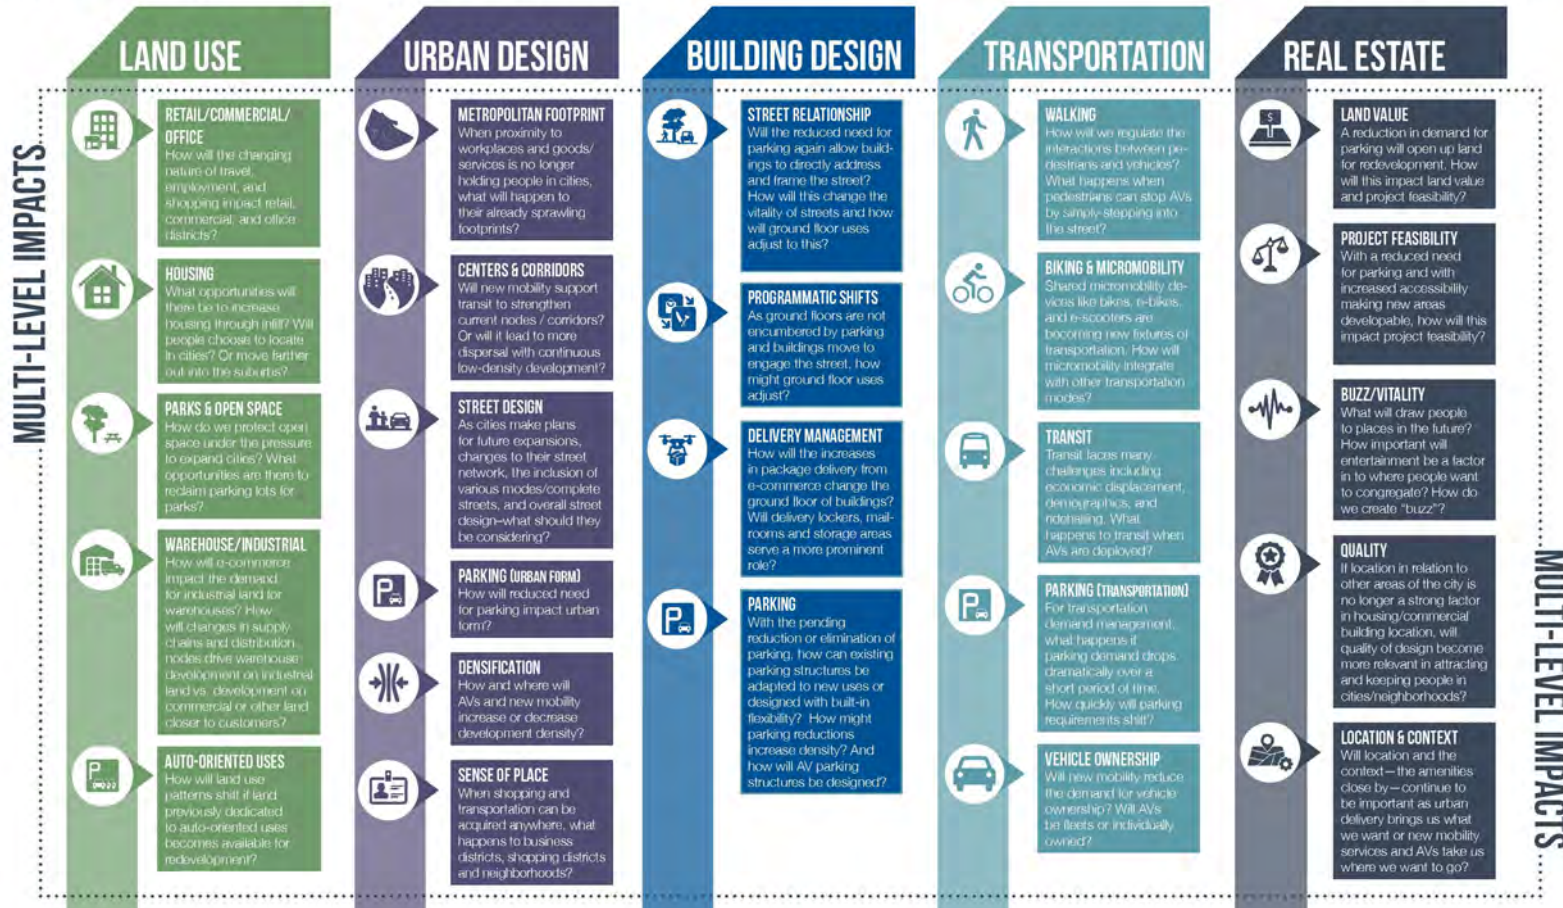 LAND USE
RETAIL/COMMERCIAL/
OFFICE
How will the changing
nature of travel,
employment, and
shopping impact retail,
commercial, and office
districts?
HOUSING
What opportunities will
there be to increase
housing through infill? Will
people choose to locate
in cities? Or move farther
out into the suburbs?
PARKS & OPEN SPACE
How do we protect open
space under the pressure
to expand cities? What
opportunities are there to
reclaim parking lots for
parks?
WAREHOUSE/INDUSTRIAL
How will e-commerce
impact the demand
for industrial land for
warehouses? How
will changes in supply
chains and distribution
nodes drive warehouse
development on industrial
land vs. development on
commercial or other land
closer to customers?
AUTO-ORIENTED USES
How will land use
patterns shift if land
previously dedicated
to auto-oriented uses
becomes available for
redevelopment?
URBAN DESIGN
METROPOLITAN FOOTPRINT
When proximity to
workplaces and goods/
services is no longer
holding people in cities,
what will happen to
their already sprawling
footprints?
CENTERS & CORRIDORS
Will new mobility support
transit to strengthen
current nodes / corridors?
Or will it lead to more
dispersal with continuous
low-density development?
STREET DESIGN
As cities make plans
for future expansions,
changes to their street
network, the inclusion of
various modes/complete
streets, and overall street
design–what should they
be considering?
P
PARKING (URBAN FORM)
How will reduced need
for parking impact urban
form?
DENSIFICATION
How and where will
AVs and new mobility
increase or decrease
development density?
SENSE OF PLACE
When shopping and
transportation can be
acquired anywhere, what
happens to business
districts, shopping districts
and neighborhoods?
BUILDING DESIGN
STREET RELATIONSHIP
Will the reduced need for
parking again allow build-
ings to directly address
and frame the street?
How will this change the
vitality of streets and how
will ground floor uses
adjust to this?
PROGRAMMATIC SHIFTS
As ground floors are not
encumbered by parking
and buildings move to
engage the street, how
might ground floor uses
adjust?
DELIVERY MANAGEMENT
How will the increases
in package delivery from
e-commerce change the
ground floor of buildings?
Will delivery lockers, mail-
rooms and storage areas
serve a more prominent
role?
P
PARKING
With the pending
reduction or elimination of
parking, how can existing
parking structures be
adapted to new uses or
designed with built-in
flexibility? How might
parking reductions
increase density? And
how will AV parking
structures be designed?
TRANSPORTATION
WALKING
How will we regulate the
interactions between pe-
destrians and vehicles?
What happens when
pedestrians can stop AVs
by simply-stepping into
the street?
BIKING & MICROMOBILITY
Shared micromobility de-
vices like bikes, e-bikes,
and e-scooters are
becoming new fixtures of
transportation. How will
micromobility integrate
with other transportation
modes?
TRANSIT
Transit faces many
challenges including
economic displacement,
demographics, and
ridehailing. What
happens to transit when
AVs are deployed?
P
PARKING (TRANSPORTATION)
For transportation
demand management,
what happens if
parking demand drops
dramatically over a
short period of time.
How quickly will parking
requirements shift?
VEHICLE OWNERSHIP
Will new mobility reduce
the demand for vehicle
ownership? Will AVs
be fleets or individually
owned?
REAL ESTATE
$
LAND VALUE
A reduction in demand for
parking will open up land
for redevelopment. How
will this impact land value
and project feasibility?
PROJECT FEASIBILITY
With a reduced need
for parking and with
increased accessibility
making new areas
developable, how will this
impact project feasibility?
BUZZ/VITALITY
What will draw people
to places in the future?
How important will
entertainment be a factor
in to where people want
to congregate? How do
we create "buzz"?
QUALITY
If location in relation to
other areas of the city is
no longer a strong factor
in housing/commercial
building location, will
quality of design become
more relevant in attracting
and keeping people in
cities/neighborhoods?
LOCATION & CONTEXT
Will location and the
context—the amenities
close by—continue to
be important as urban
delivery brings us what
we want or new mobility
services and AVs take us
where we want to go?
MULTI-LEVEL IMPACTS
MULTI-LEVEL IMPACTS
P